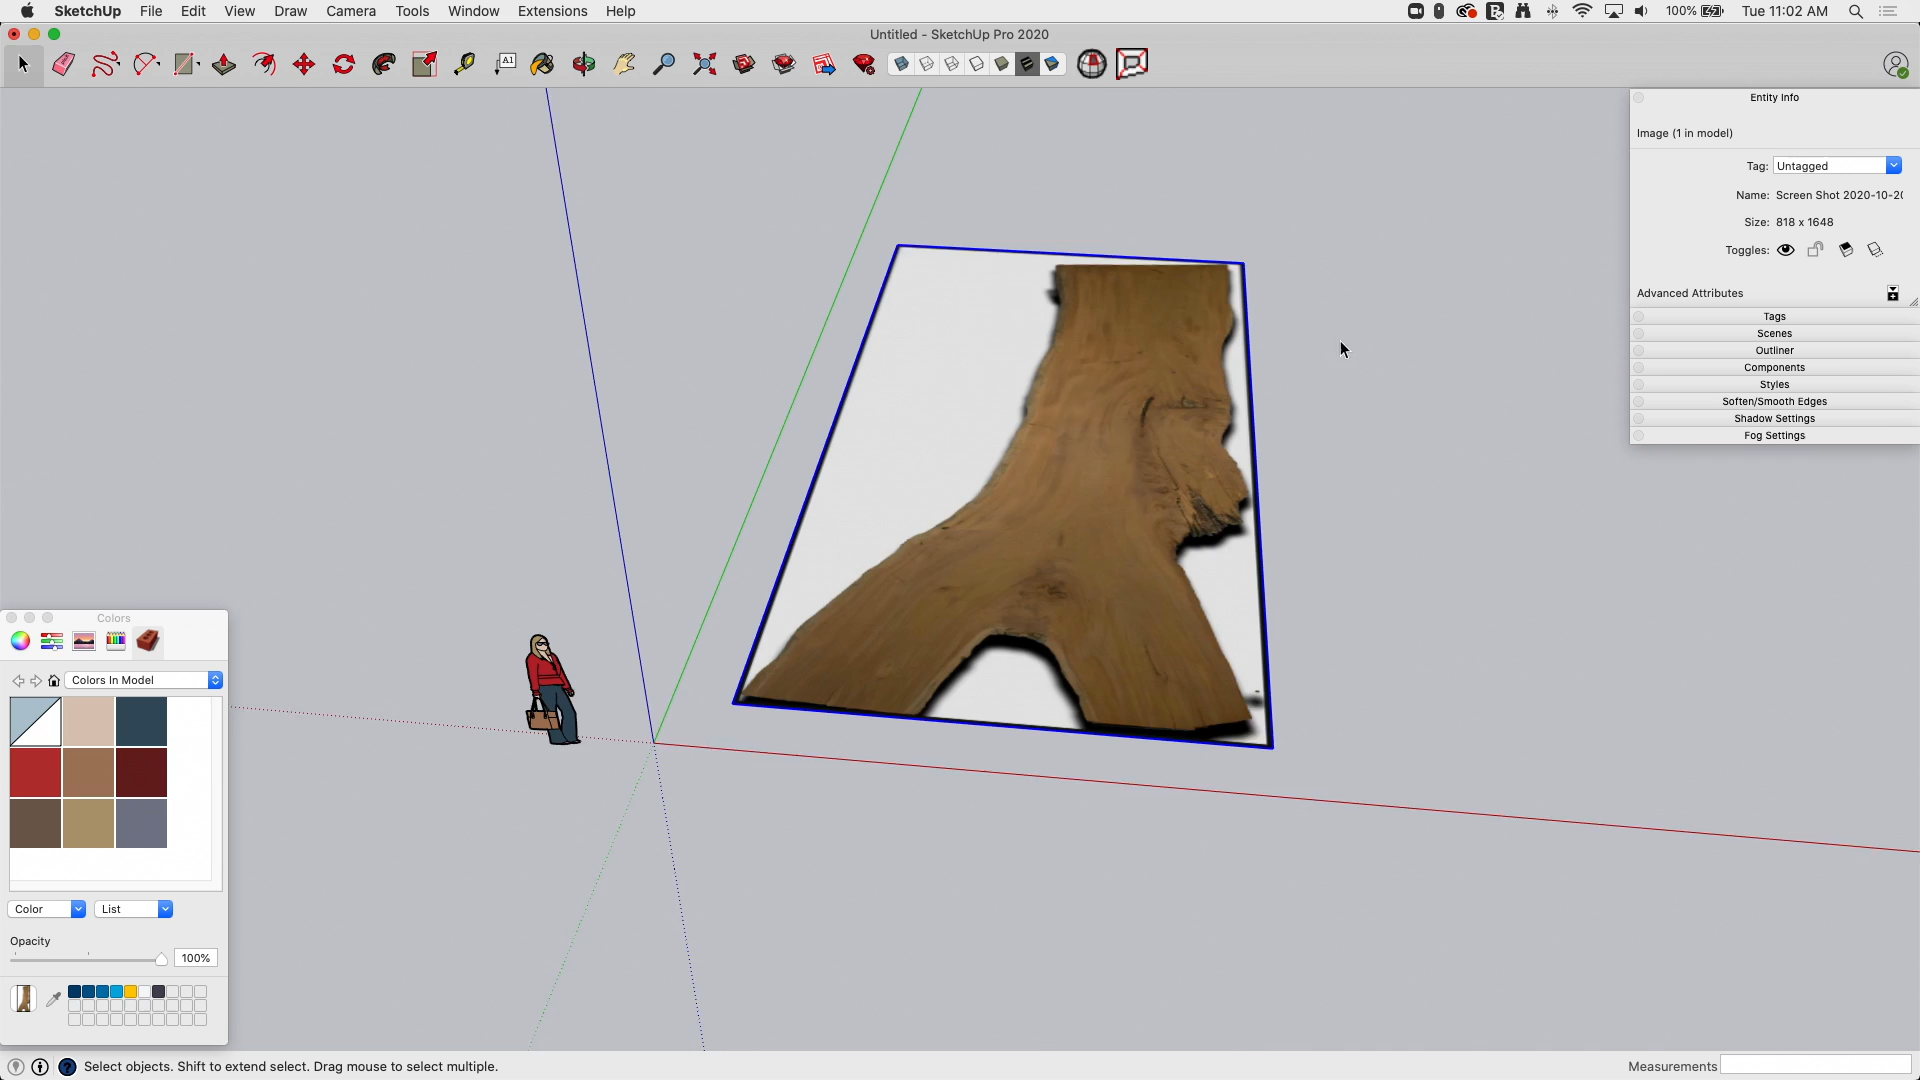 SketchUp File Edit View Draw Camera Tools Window Extensions Help 100% Tue 11:02 AM
Untitled - SketchUp Pro 2020
A1
Entity Info
Image (1 in model)
Tag: Untagged
Name: Screen Shot 2020-10-20
Size: 818 x 1648
Toggles:
Advanced Attributes
Tags
Scenes
Outliner
Components
Styles
Soften/Smooth Edges
Shadow Settings
Fog Settings
Colors
Colors In Model
Color List
Opacity
100%
Select objects. Shift to extend select. Drag mouse to select multiple.
Measurements